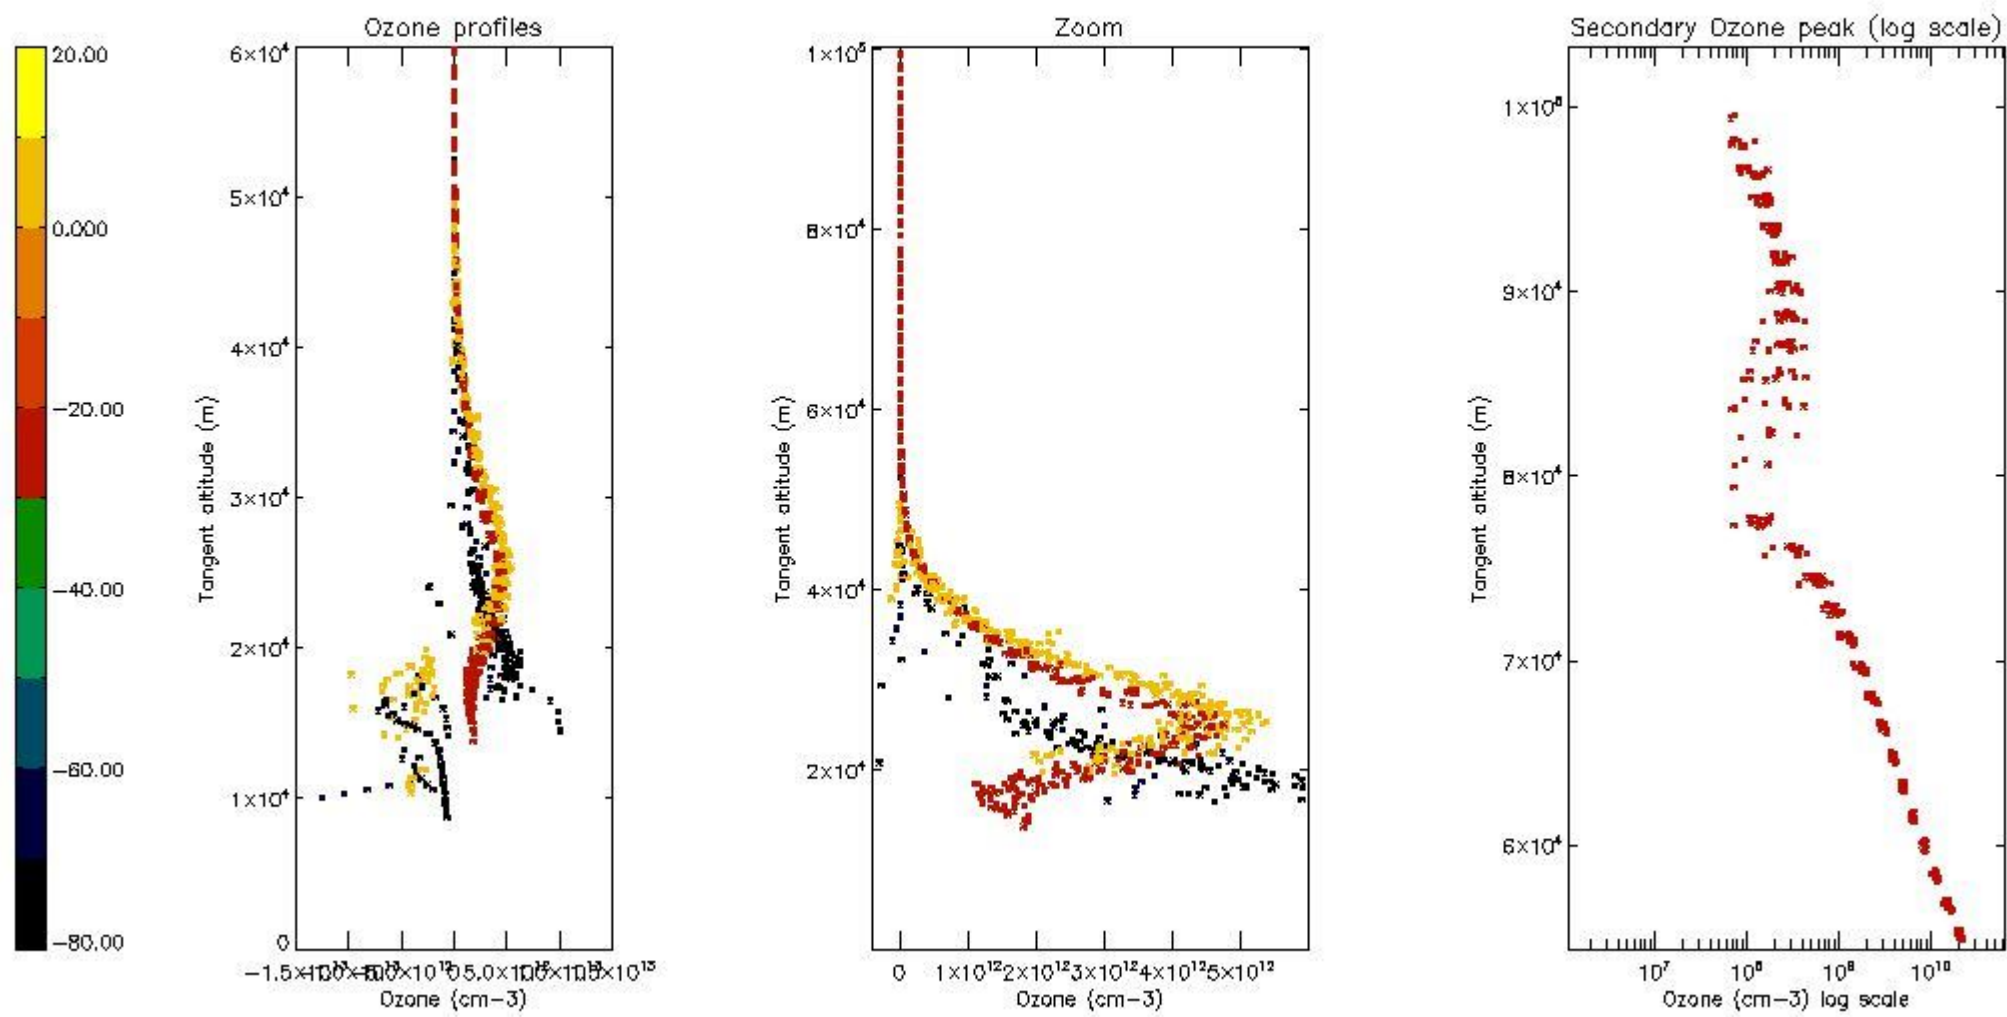 Ozone profiles
Zoom
Secondary Ozone peak (log scale)
20.00
0.000
−20.00
−40.00
−60.00
−80.00
6×10⁴
5×10⁴
4×10⁴
3×10⁴
2×10⁴
1×10⁴
0
Tangent altitude (m)
5.0×10¹²
Ozone (cm−3)
1×10⁵
8×10⁴
6×10⁴
4×10⁴
2×10⁴
Tangent altitude (m)
0 1×10¹² 2×10¹² 3×10¹² 4×10¹² 5×10¹²
Ozone (cm−3)
9×10⁴
8×10⁴
7×10⁴
6×10⁴
Tangent altitude (m)
10⁷ 10⁸ 10⁹ 10¹⁰
Ozone (cm−3) log scale